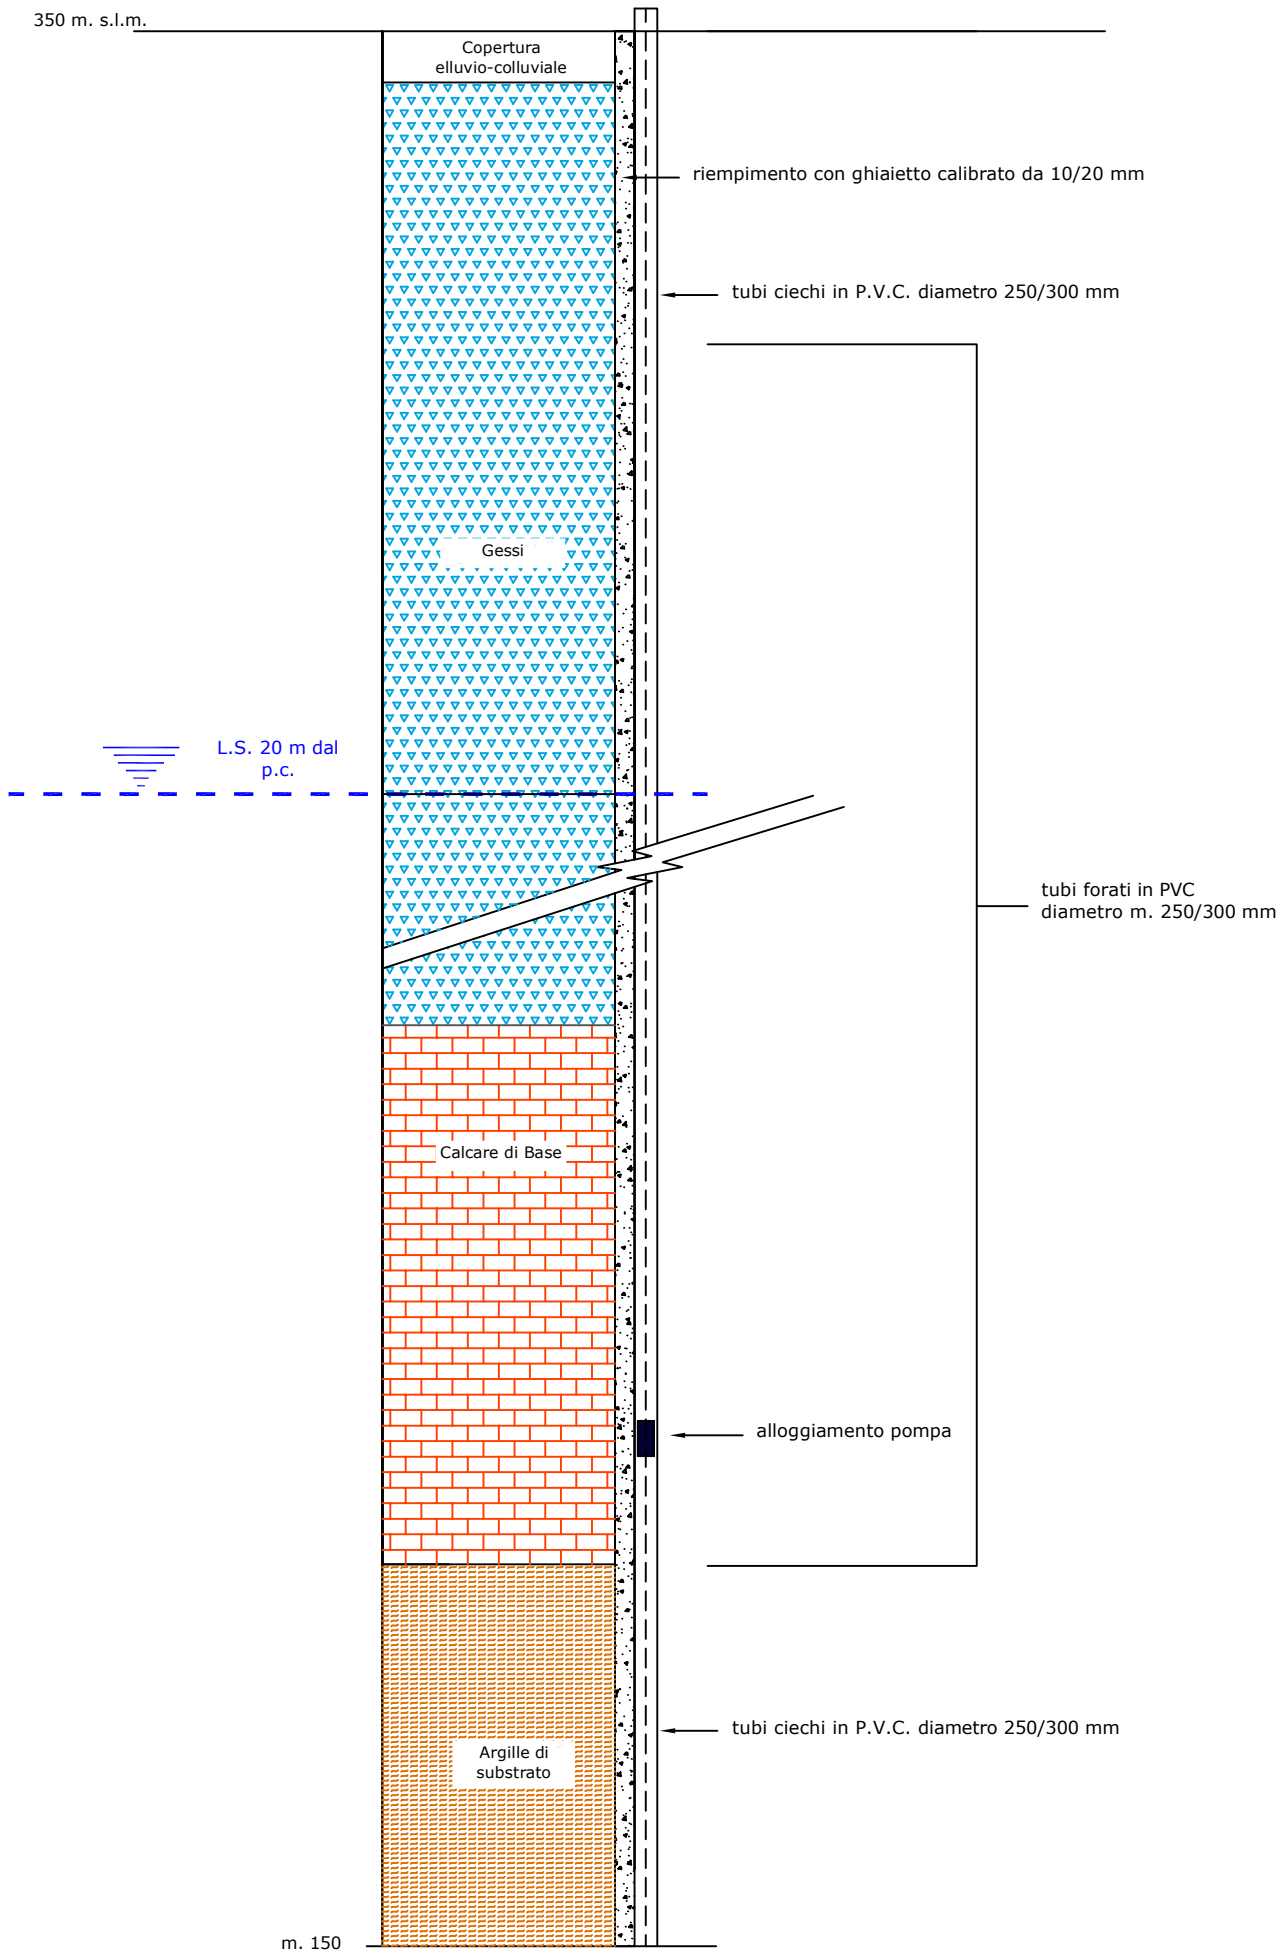 350 m. s.l.m.
Copertura
elluvio-colluviale
riempimento con ghiaietto calibrato da 10/20 mm
tubi ciechi in P.V.C. diametro 250/300 mm
Gessi
L.S. 20 m dal
p.c.
tubi forati in PVC
diametro m. 250/300 mm
Calcare di Base
alloggiamento pompa
tubi ciechi in P.V.C. diametro 250/300 mm
Argille di
substrato
m. 150